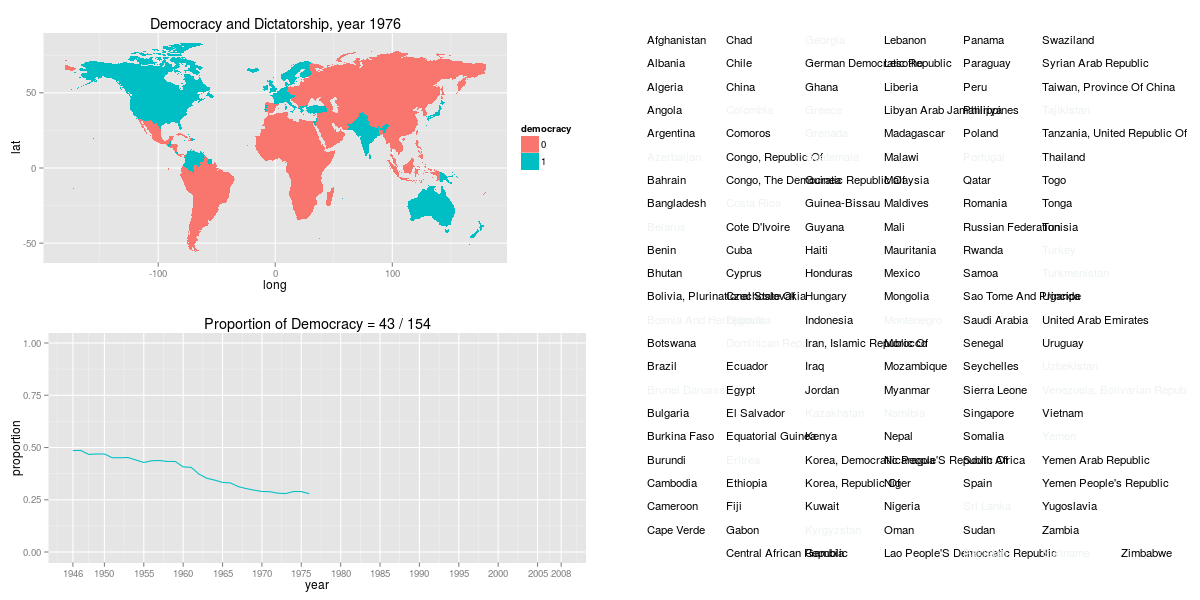 Democracy and Dictatorship, year 1976
lat
50
0
-50
-100
0
100
long
democracy
0
1
Proportion of Democracy = 43 / 154
proportion
1.00
0.75
0.50
0.25
0.00
1946 1950 1955 1960 1965 1970 1975 1980 1985 1990 1995 2000 2005 2008
year
Afghanistan Chad Georgia Lebanon Panama Swaziland
Albania Chile German Democratic Republic Lesotho Paraguay Syrian Arab Republic
Algeria China Ghana Liberia Peru Taiwan, Province Of China
Angola Colombia Greece Libyan Arab Jamahiriya Philippines Tajikistan
Argentina Comoros Grenada Madagascar Poland Tanzania, United Republic Of
Azerbaijan Congo, Republic Of Guatemala Malawi Portugal Thailand
Bahrain Congo, The Democratic Republic Of Guinea Malaysia Qatar Togo
Bangladesh Costa Rica Guinea-Bissau Maldives Romania Tonga
Belarus Cote D'Ivoire Guyana Mali Russian Federation Tunisia
Benin Cuba Haiti Mauritania Rwanda Turkey
Bhutan Cyprus Honduras Mexico Samoa Turkmenistan
Bolivia, Plurinational State Of Czechoslovakia Hungary Mongolia Sao Tome And Principe Uganda
Bosnia And Herzegovina Indonesia Montenegro Saudi Arabia United Arab Emirates
Botswana Dominican Republic Iran, Islamic Republic Of Morocco Senegal Uruguay
Brazil Ecuador Iraq Mozambique Seychelles Uzbekistan
Brunei Darussalam Egypt Jordan Myanmar Sierra Leone Venezuela, Bolivarian Repub
Bulgaria El Salvador Kazakhstan Namibia Singapore Vietnam
Burkina Faso Equatorial Guinea Kenya Nepal Somalia Yemen
Burundi Eritrea Korea, Democratic People'S Republic Of Nicaragua South Africa Yemen Arab Republic
Cambodia Ethiopia Korea, Republic Of Niger Spain Yemen People's Republic
Cameroon Fiji Kuwait Nigeria Sri Lanka Yugoslavia
Cape Verde Gabon Kyrgyzstan Oman Sudan Zambia
Central African Republic Gambia Lao People'S Democratic Republic Suriname Zimbabwe